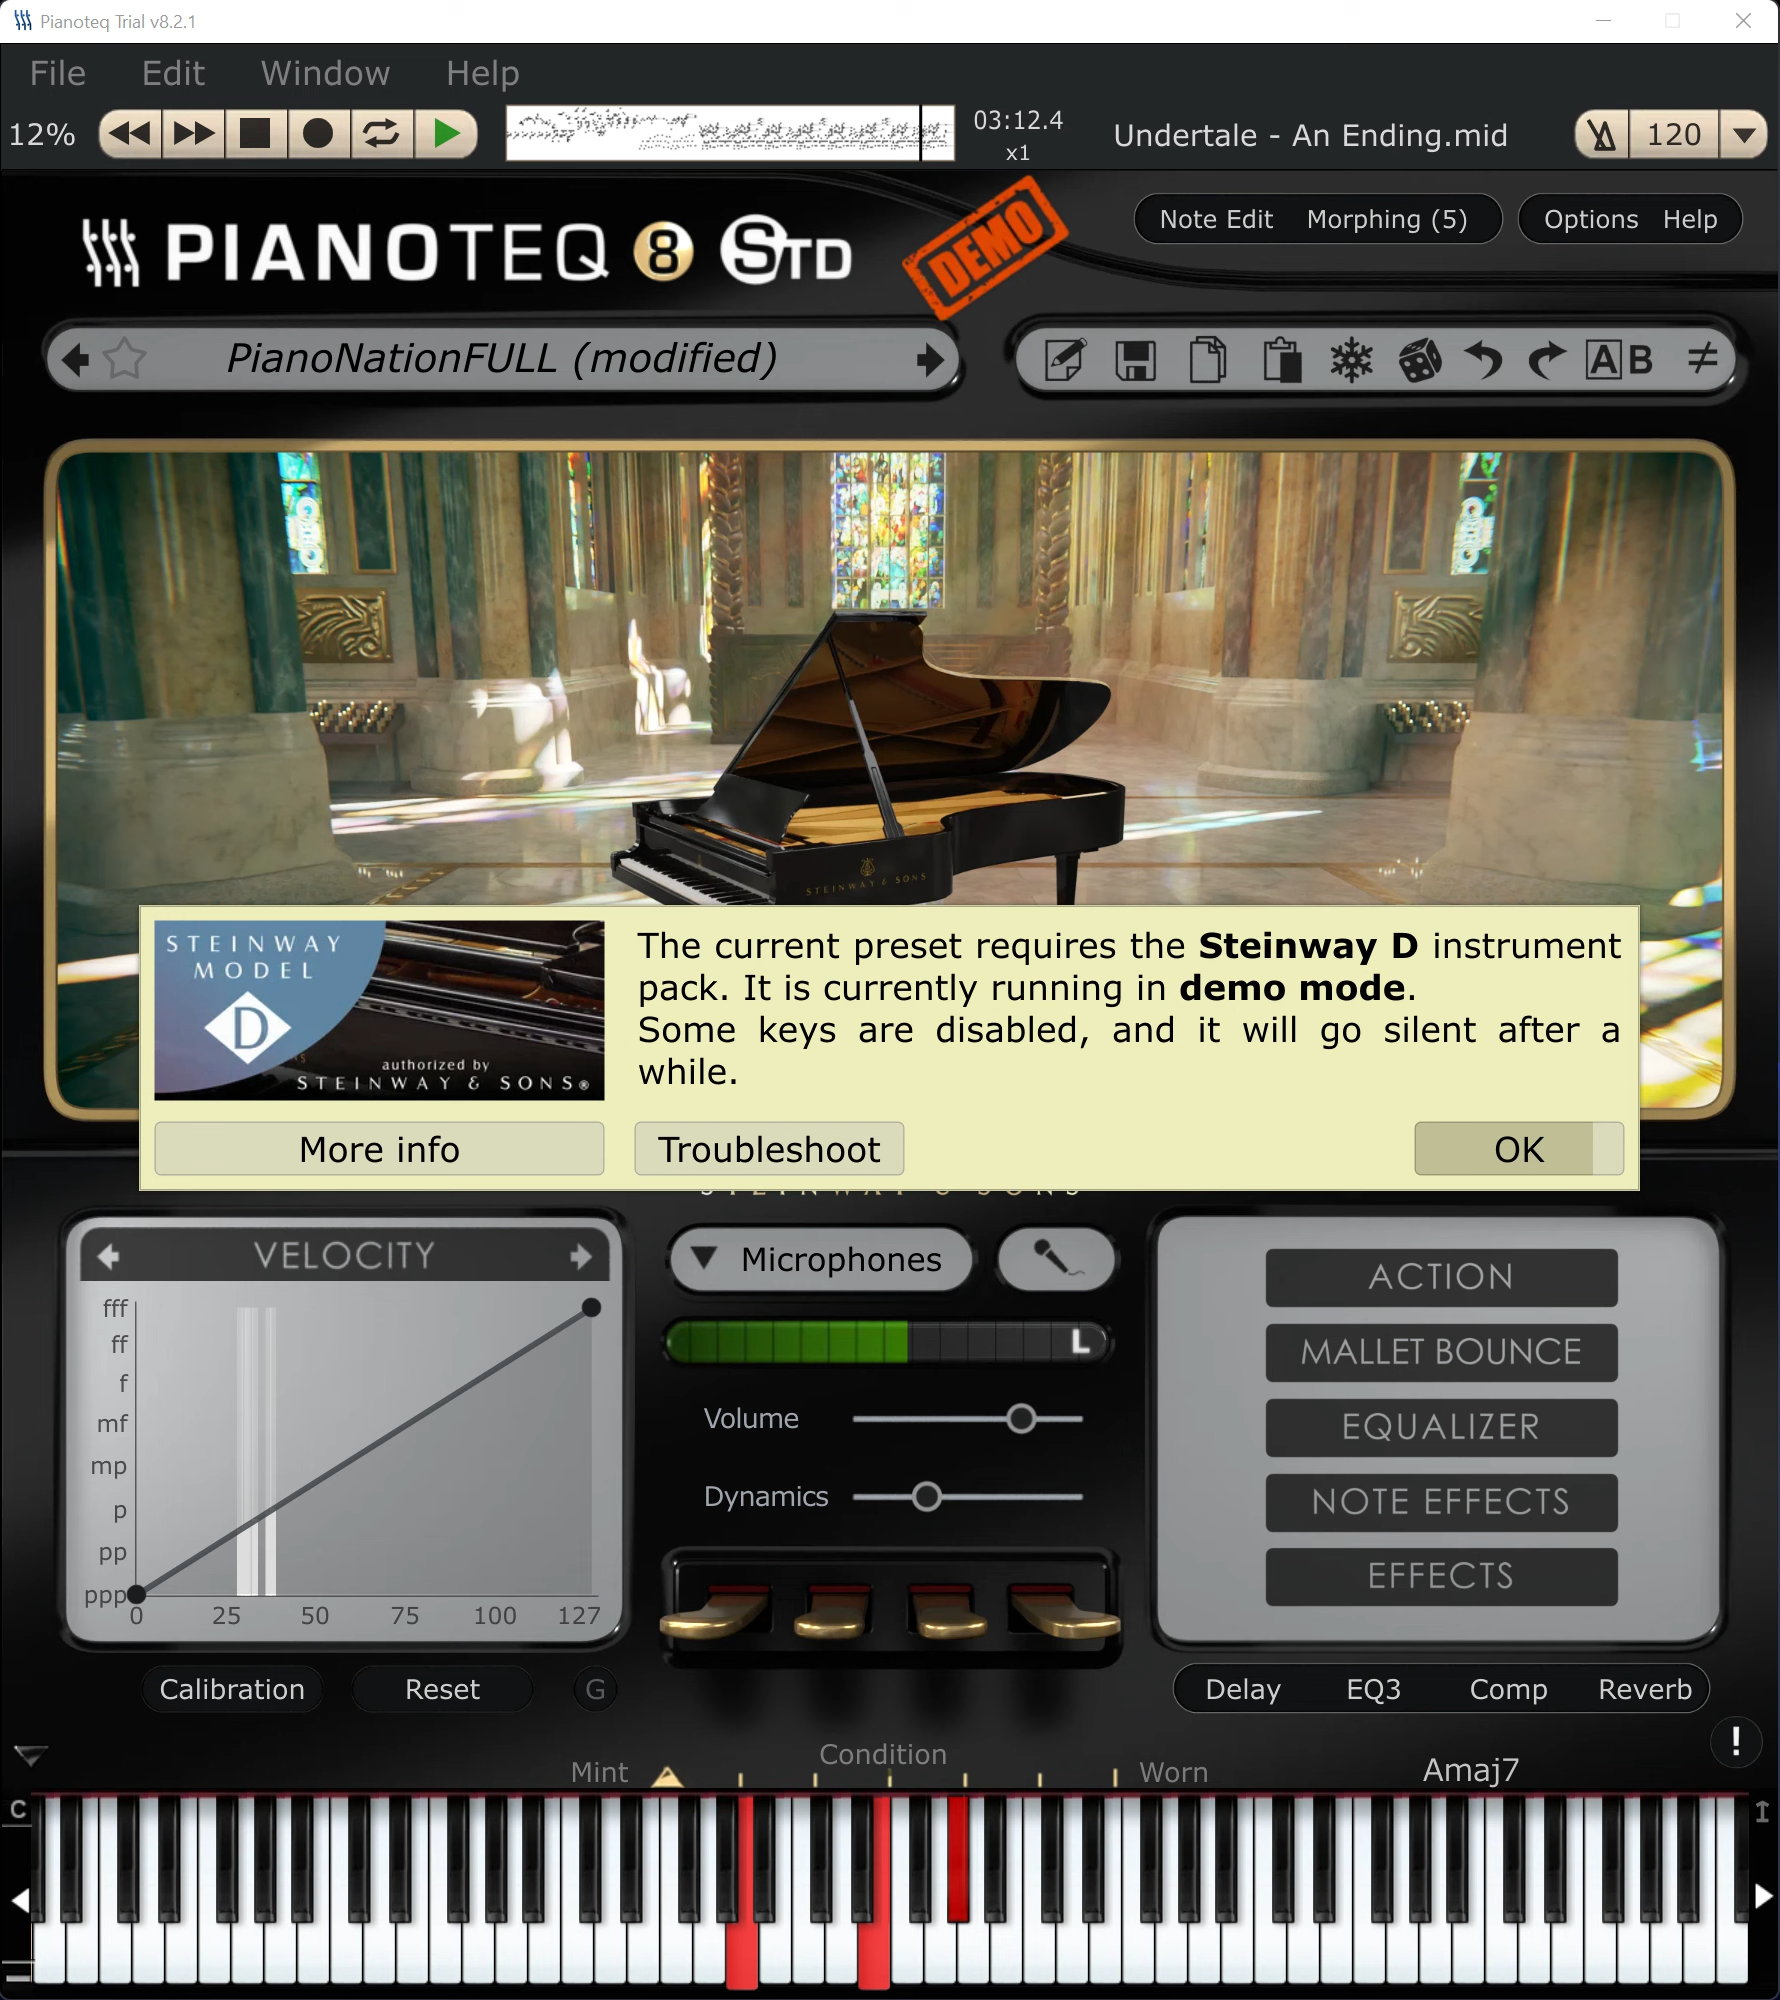 Pianoteq Trial v8.2.1
File Edit Window Help
12%
03:12.4
x1
Undertale - An Ending.mid
120
PIANOTEQ 8 STD
DEMO
Note Edit Morphing (5)
Options Help
PianoNationFULL (modified)
A B ≠
STEINWAY & SONS
STEINWAY
MODEL
D
authorized by
STEINWAY & SONS®
The current preset requires the Steinway D instrument
pack. It is currently running in demo mode.
Some keys are disabled, and it will go silent after a
while.
More info
Troubleshoot
OK
STEINWAY & SONS
VELOCITY
fff
ff
f
mf
mp
p
pp
ppp
0 25 50 75 100 127
Calibration
Reset
G
Microphones
L
Volume
Dynamics
ACTION
MALLET BOUNCE
EQUALIZER
NOTE EFFECTS
EFFECTS
Delay EQ3 Comp Reverb
!
Condition
Mint
Worn
Amaj7
C